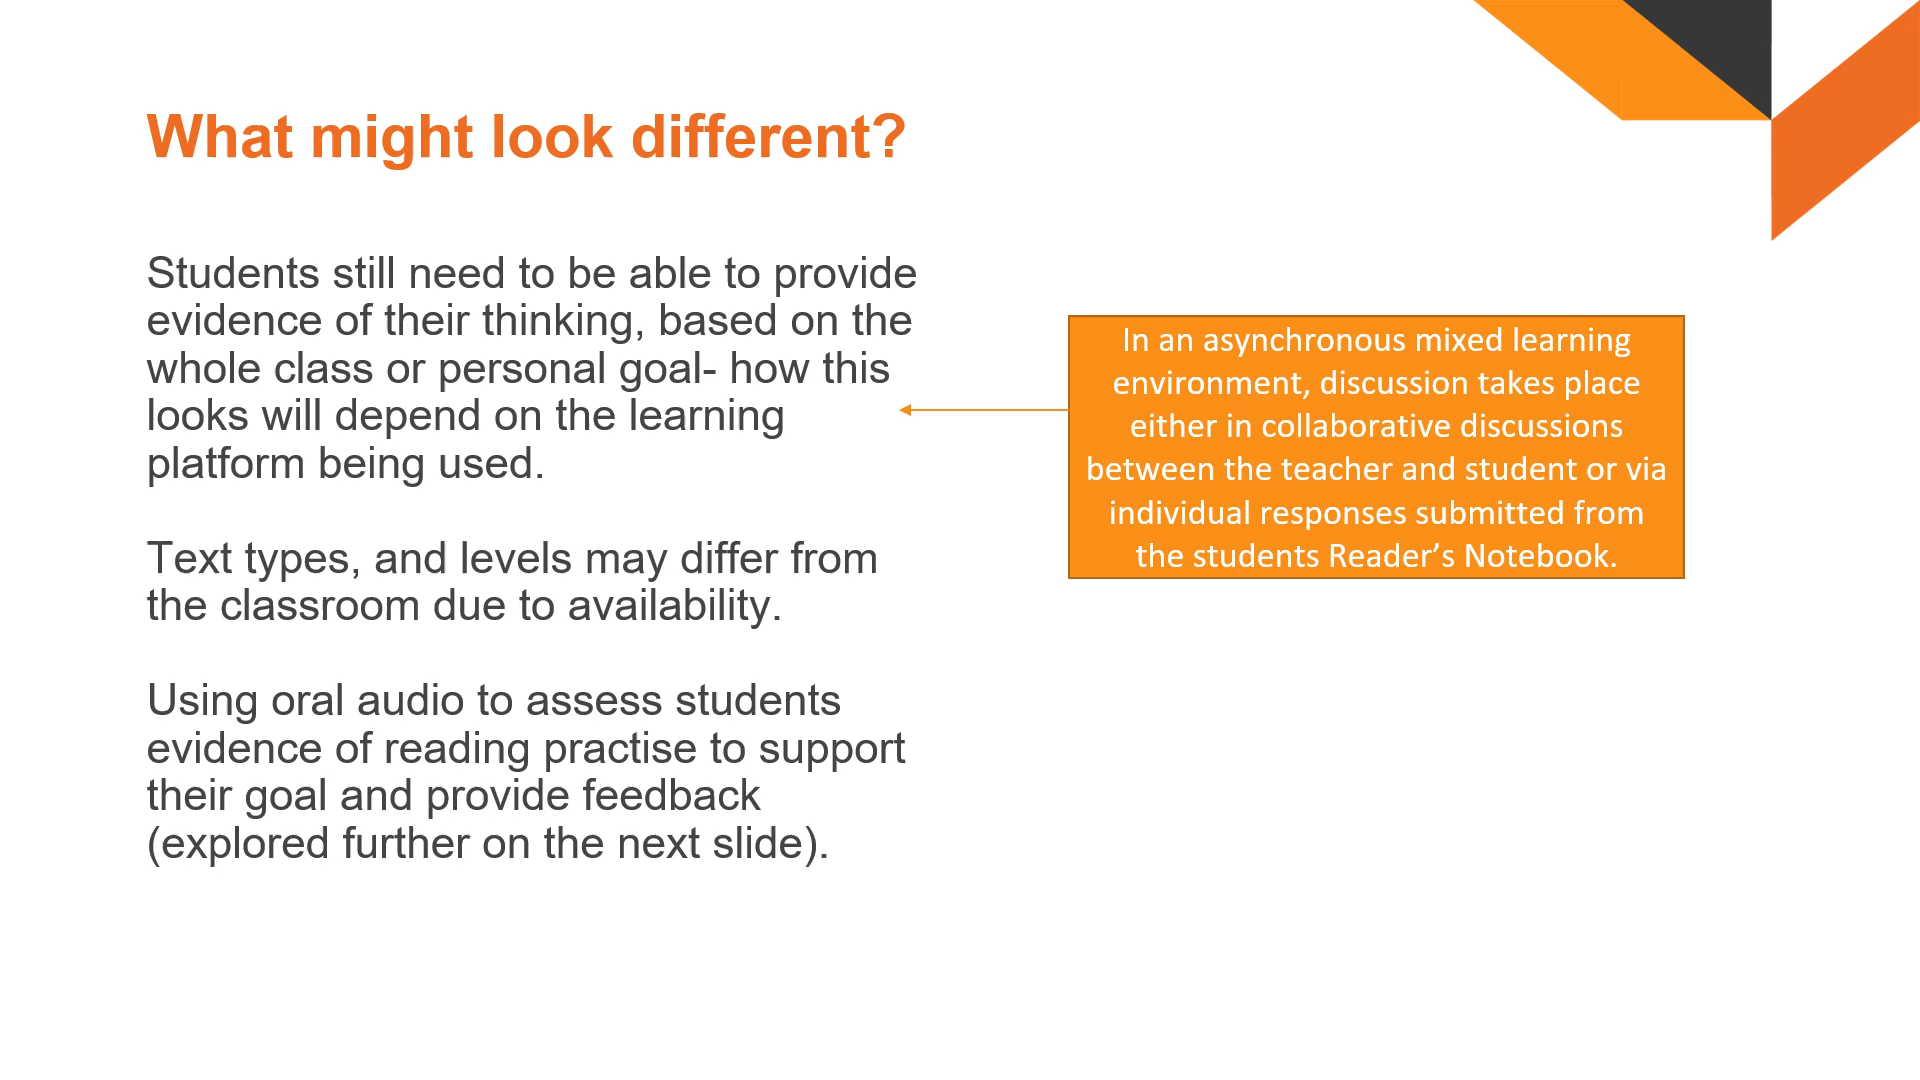 What might look different?
Students still need to be able to provide
evidence of their thinking, based on the
whole class or personal goal- how this
looks will depend on the learning
platform being used.
Text types, and levels may differ from
the classroom due to availability.
Using oral audio to assess students
evidence of reading practise to support
their goal and provide feedback
(explored further on the next slide).
In an asynchronous mixed learning
environment, discussion takes place
either in collaborative discussions
between the teacher and student or via
individual responses submitted from
the students Reader’s Notebook.